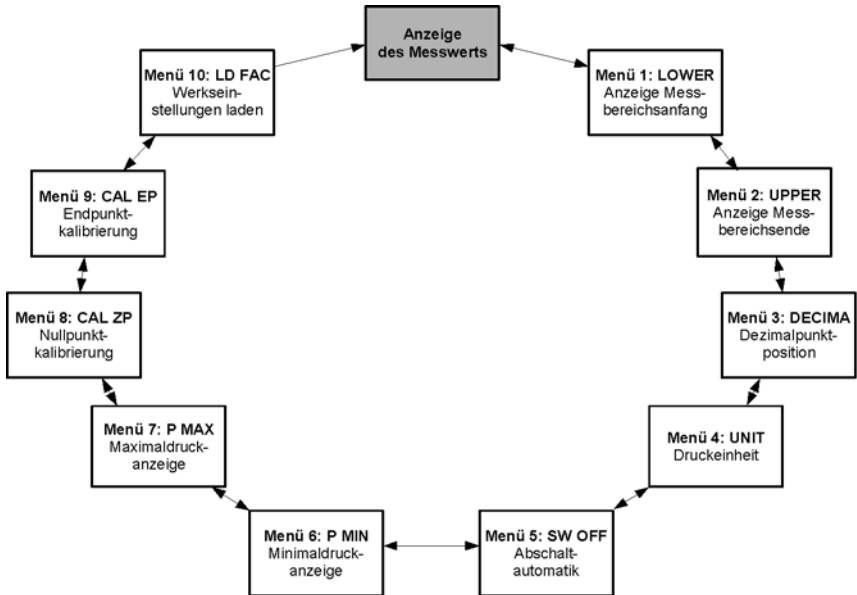 Anzeige
des Messwerts
Menü 1: LOWER
Anzeige Mess-
bereichsanfang
Menü 2: UPPER
Anzeige Mess-
bereichsende
Menü 3: DECIMA
Dezimalpunkt-
position
Menü 4: UNIT
Druckeinheit
Menü 5: SW OFF
Abschalt-
automatik
Menü 6: P MIN
Minimaldruck-
anzeige
Menü 7: P MAX
Maximaldruck-
anzeige
Menü 8: CAL ZP
Nullpunkt-
kalibrierung
Menü 9: CAL EP
Endpunkt-
kalibrierung
Menü 10: LD FAC
Werksein-
stellungen laden